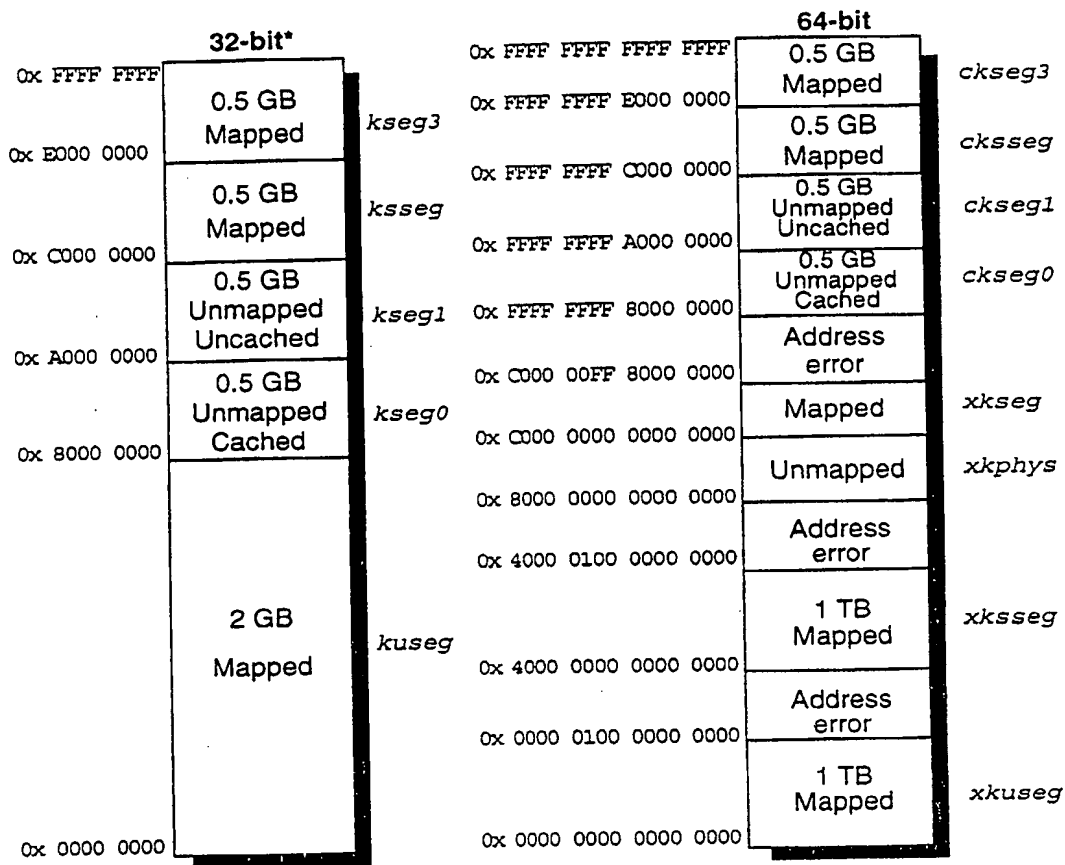 32-bit*
0x FFFF FFFF
0.5 GB
Mapped
kseg3
0x E000 0000
0.5 GB
Mapped
ksseg
0x C000 0000
0.5 GB
Unmapped
Uncached
kseg1
0x A000 0000
0.5 GB
Unmapped
Cached
kseg0
0x 8000 0000
2 GB
Mapped
kuseg
0x 0000 0000
64-bit
0x FFFF FFFF FFFF FFFF
0.5 GB
Mapped
ckseg3
0x FFFF FFFF E000 0000
0.5 GB
Mapped
cksseg
0x FFFF FFFF C000 0000
0.5 GB
Unmapped
Uncached
ckseg1
0x FFFF FFFF A000 0000
0.5 GB
Unmapped
Cached
ckseg0
0x FFFF FFFF 8000 0000
Address
error
0x C000 00FF 8000 0000
Mapped
xkseg
0x C000 0000 0000 0000
Unmapped
xkphys
0x 8000 0000 0000 0000
Address
error
0x 4000 0100 0000 0000
1 TB
Mapped
xksseg
0x 4000 0000 0000 0000
Address
error
0x 0000 0100 0000 0000
1 TB
Mapped
xkuseg
0x 0000 0000 0000 0000